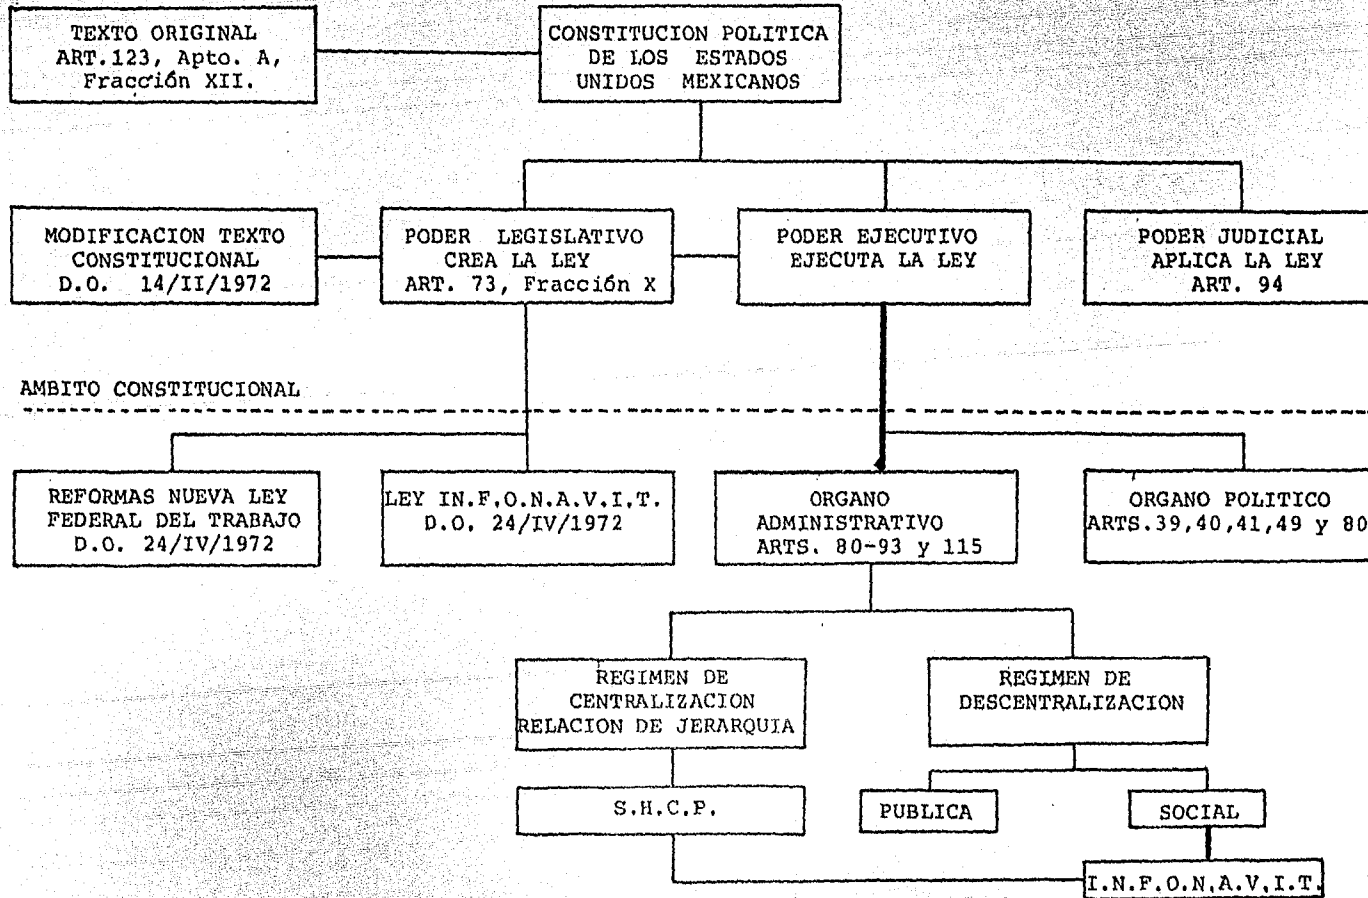 TEXTO ORIGINAL
ART.123, Apto. A,
Fracción XII.
CONSTITUCION POLITICA
DE LOS ESTADOS
UNIDOS MEXICANOS
MODIFICACION TEXTO
CONSTITUCIONAL
D.O. 14/II/1972
PODER LEGISLATIVO
CREA LA LEY
ART. 73, Fracción X
PODER EJECUTIVO
EJECUTA LA LEY
PODER JUDICIAL
APLICA LA LEY
ART. 94
AMBITO CONSTITUCIONAL
REFORMAS NUEVA LEY
FEDERAL DEL TRABAJO
D.O. 24/IV/1972
LEY IN.F.O.N.A.V.I.T.
D.O. 24/IV/1972
ORGANO
ADMINISTRATIVO
ARTS. 80-93 y 115
ORGANO POLITICO
ARTS.39,40,41,49 y 80
REGIMEN DE
CENTRALIZACION
RELACION DE JERARQUIA
REGIMEN DE
DESCENTRALIZACION
S.H.C.P.
PUBLICA
SOCIAL
I.N.F.O.N.A.V.I.T.